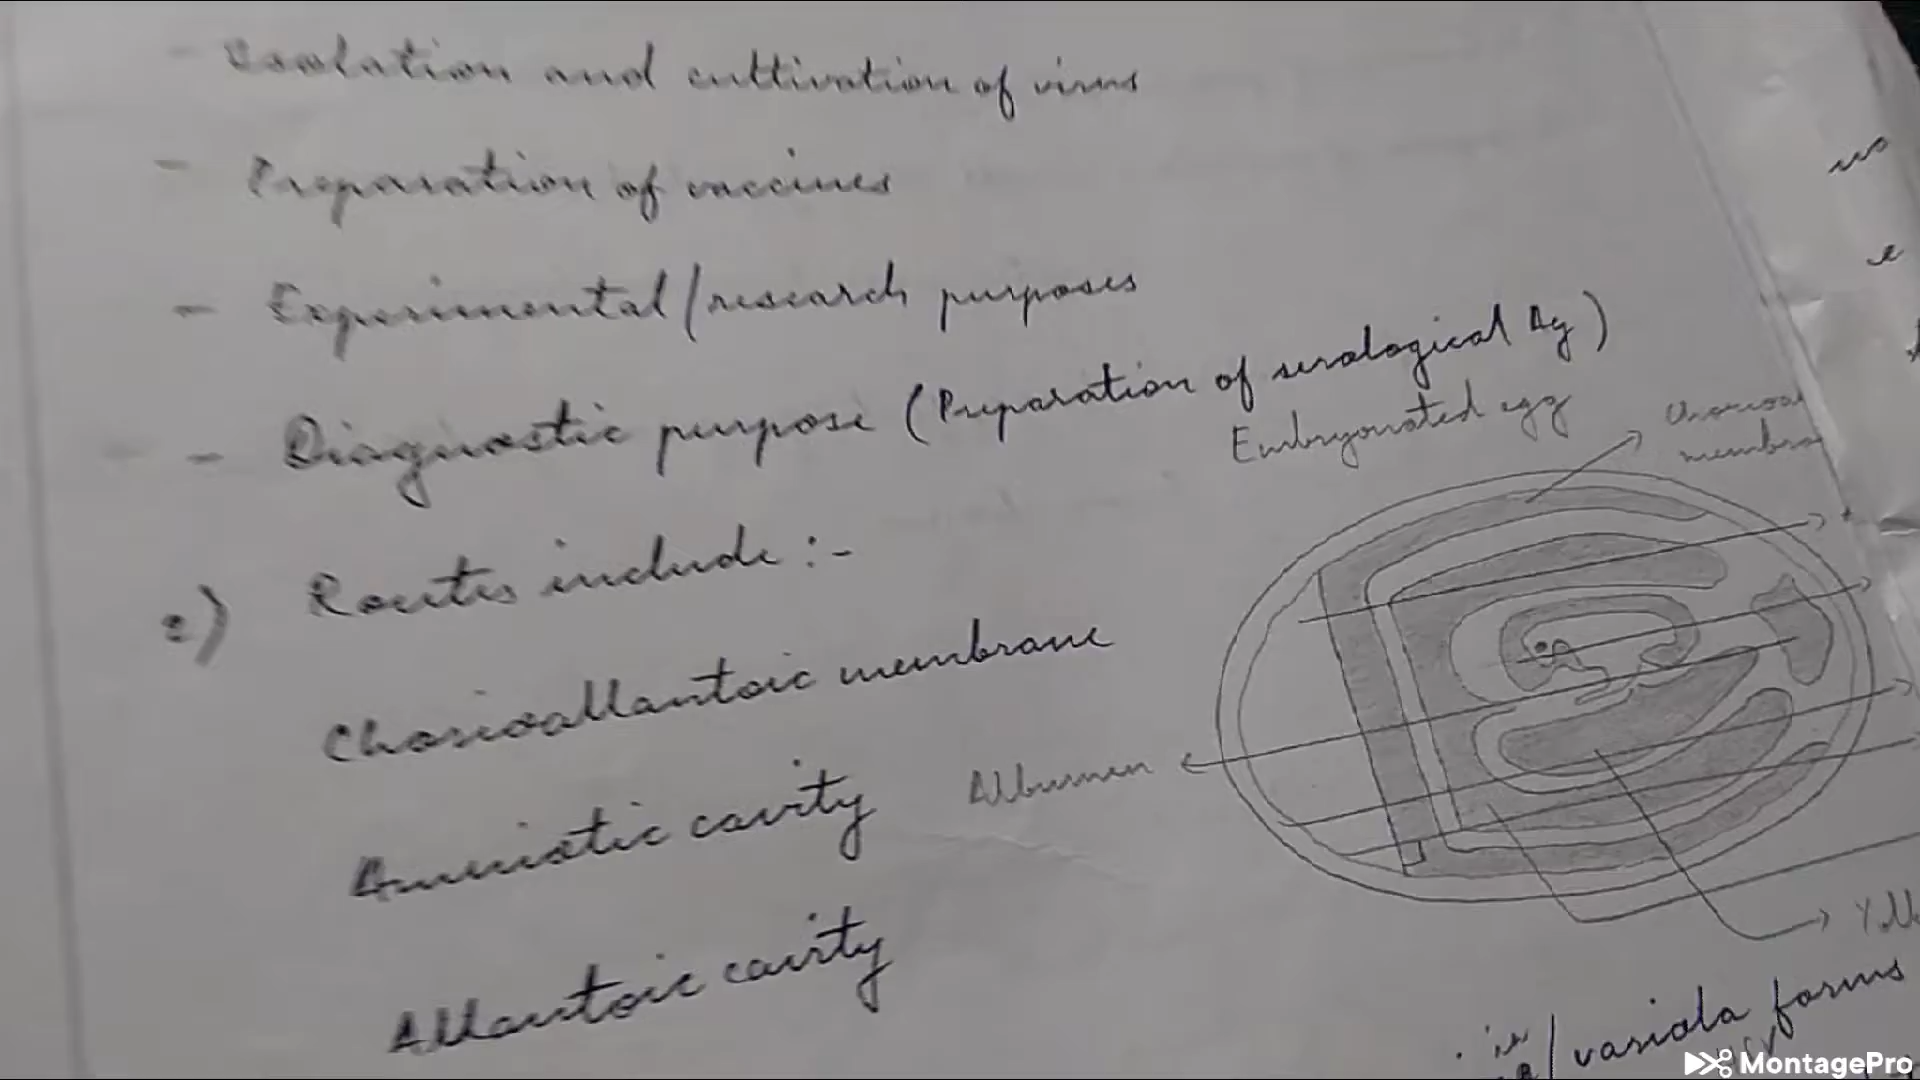 - Isolation and cultivation of virus
- Preparation of vaccines
- Experimental/research purposes
- Diagnostic purpose (Preparation of serological Ag)
Embryonated egg
2) Routes include :-
Chorioallantoic membrane
Albumen
Amniotic cavity
Allantoic cavity
/variola forms
MontagePro